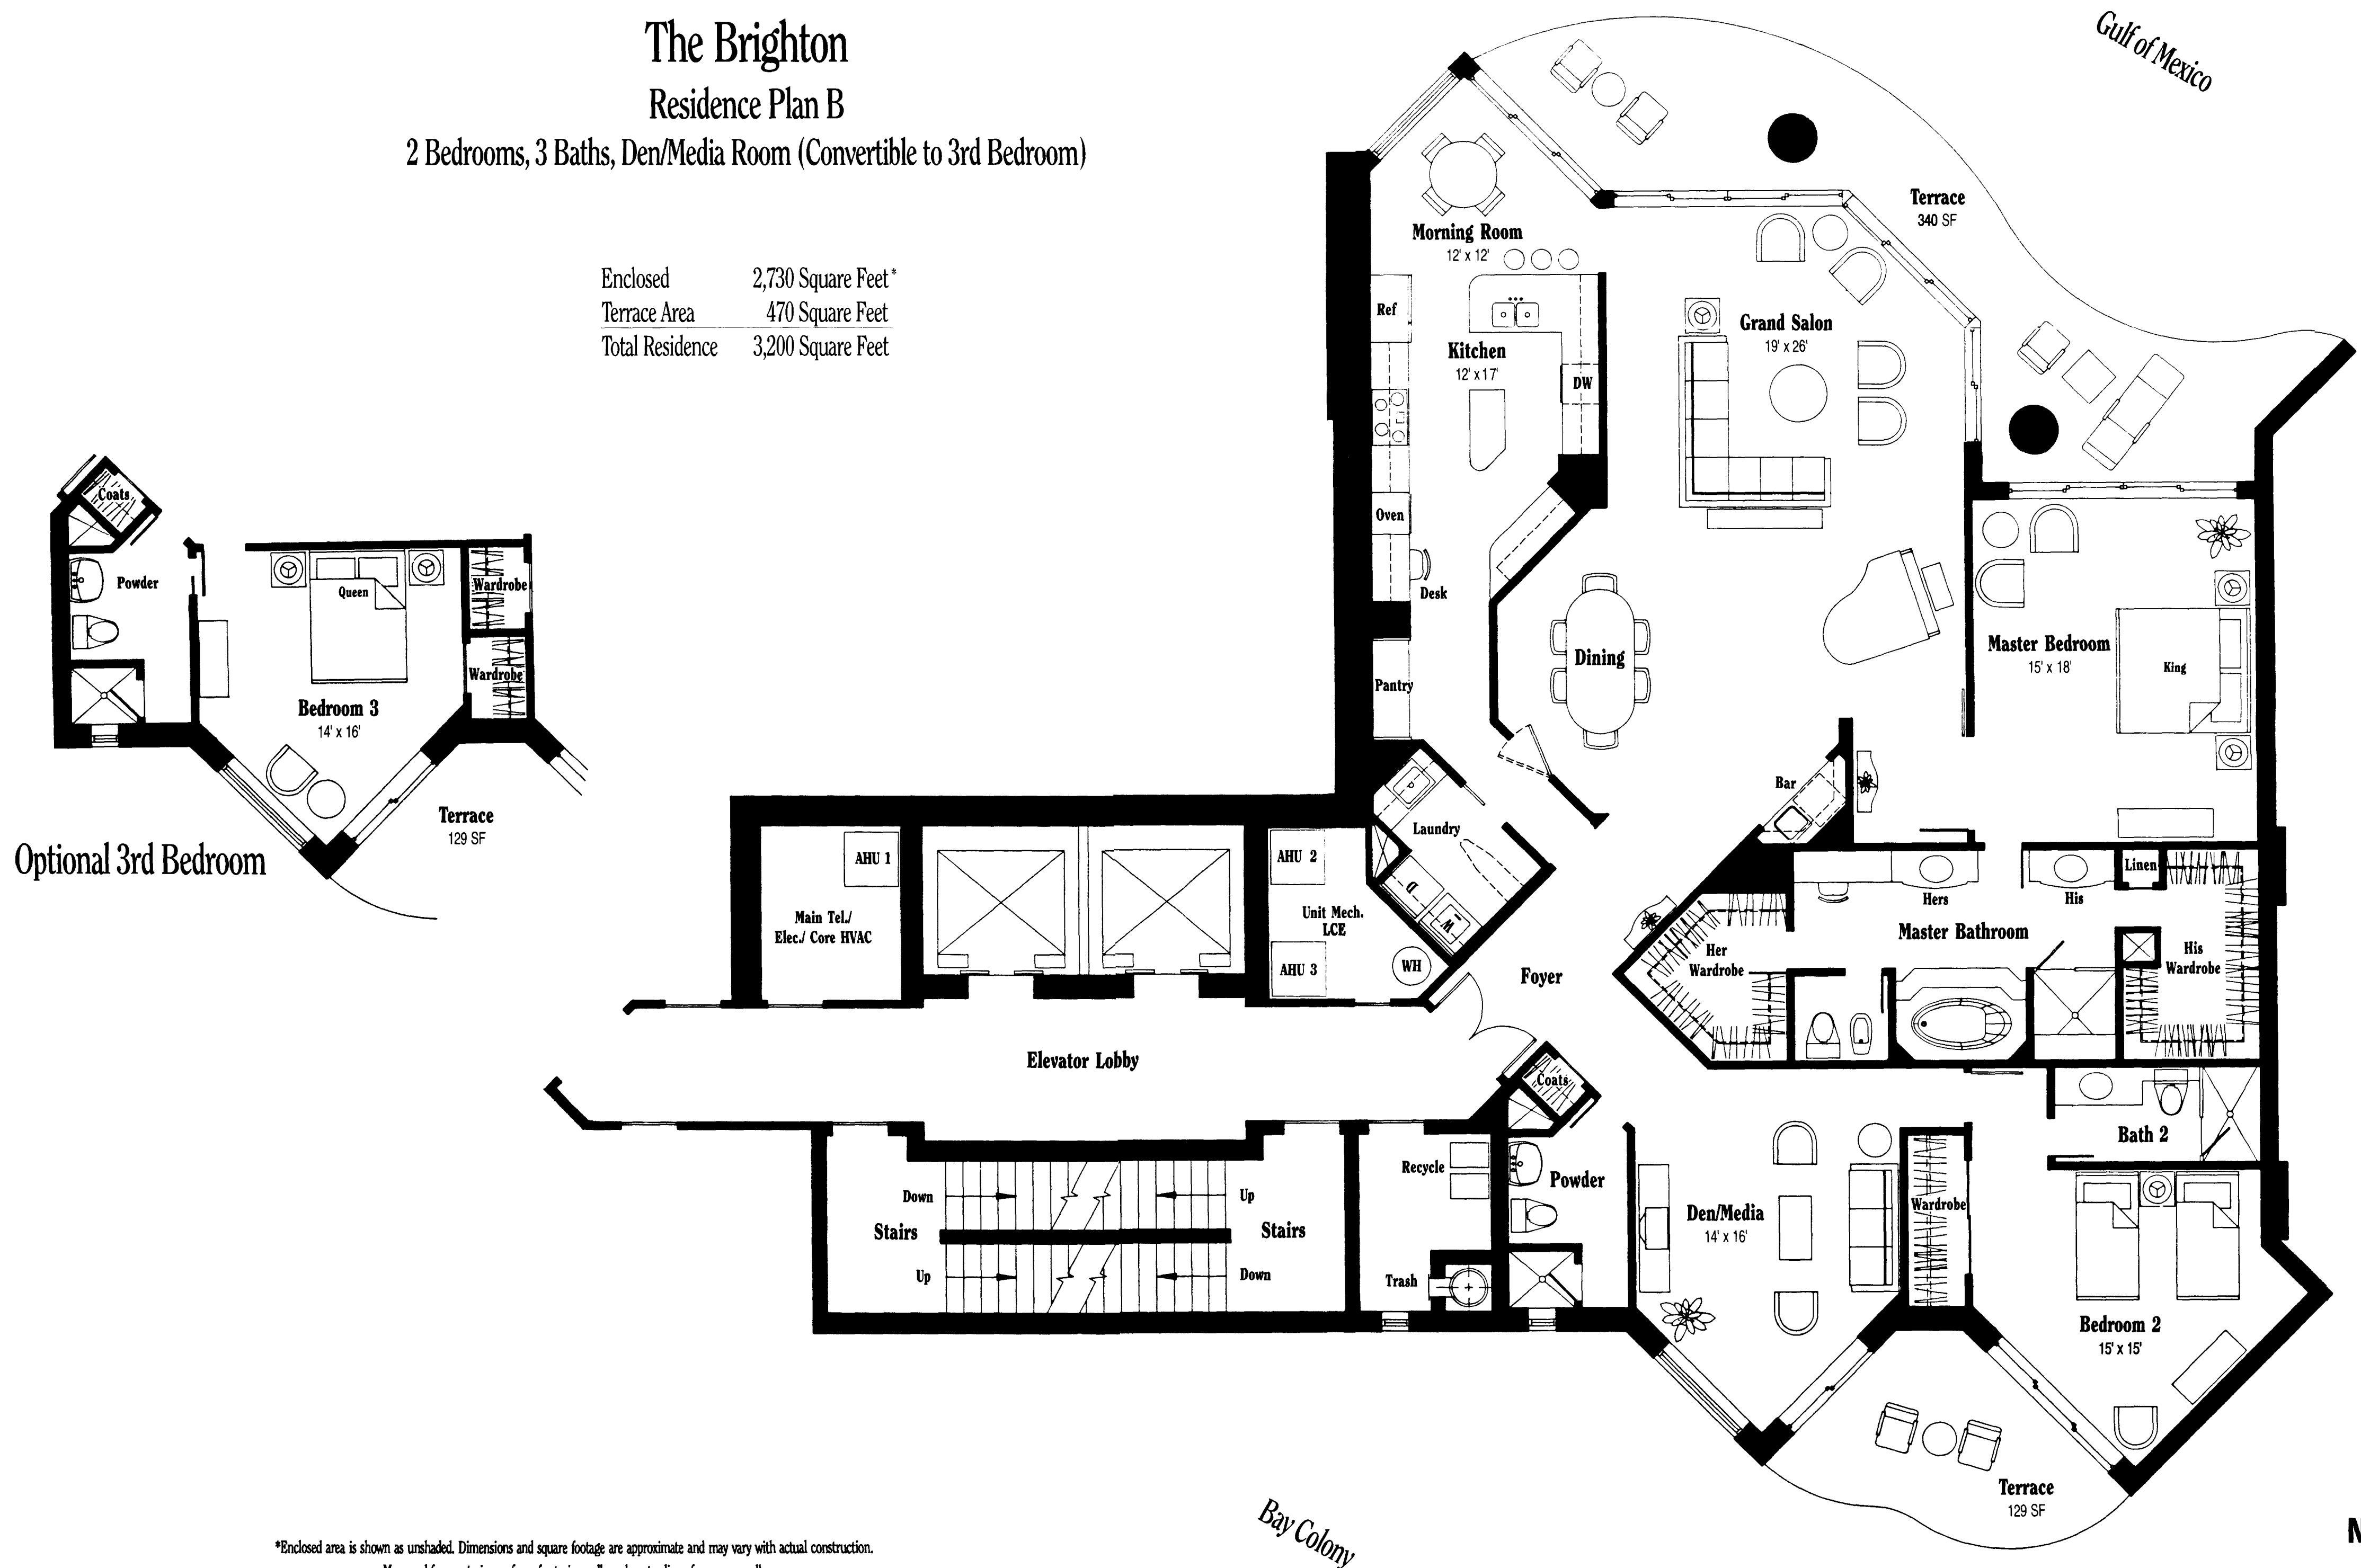 The Brighton
Residence Plan B
2 Bedrooms, 3 Baths, Den/Media Room (Convertible to 3rd Bedroom)
Enclosed 2,730 Square Feet*
Terrace Area 470 Square Feet
Total Residence 3,200 Square Feet
Gulf of Mexico
Terrace
340 SF
Morning Room
12' x 12'
Ref
Kitchen
12' x 17'
DW
Grand Salon
19' x 26'
Oven
Desk
Pantry
Dining
Master Bedroom
15' x 18'
King
Bar
Laundry
D
W
Coats
Powder
Queen
Wardrobe
Wardrobe
Bedroom 3
14' x 16'
Terrace
129 SF
Optional 3rd Bedroom
AHU 1
Main Tel./
Elec./ Core HVAC
AHU 2
Unit Mech.
LCE
AHU 3
WH
Foyer
Her
Wardrobe
Hers
His
Linen
Master Bathroom
His
Wardrobe
Elevator Lobby
Coats
Bath 2
Down
Up
Stairs
Stairs
Up
Down
Recycle
Trash
Powder
Den/Media
14' x 16'
Wardrobe
Bedroom 2
15' x 15'
Terrace
129 SF
Bay Colony
N
*Enclosed area is shown as unshaded. Dimensions and square footage are approximate and may vary with actual construction.